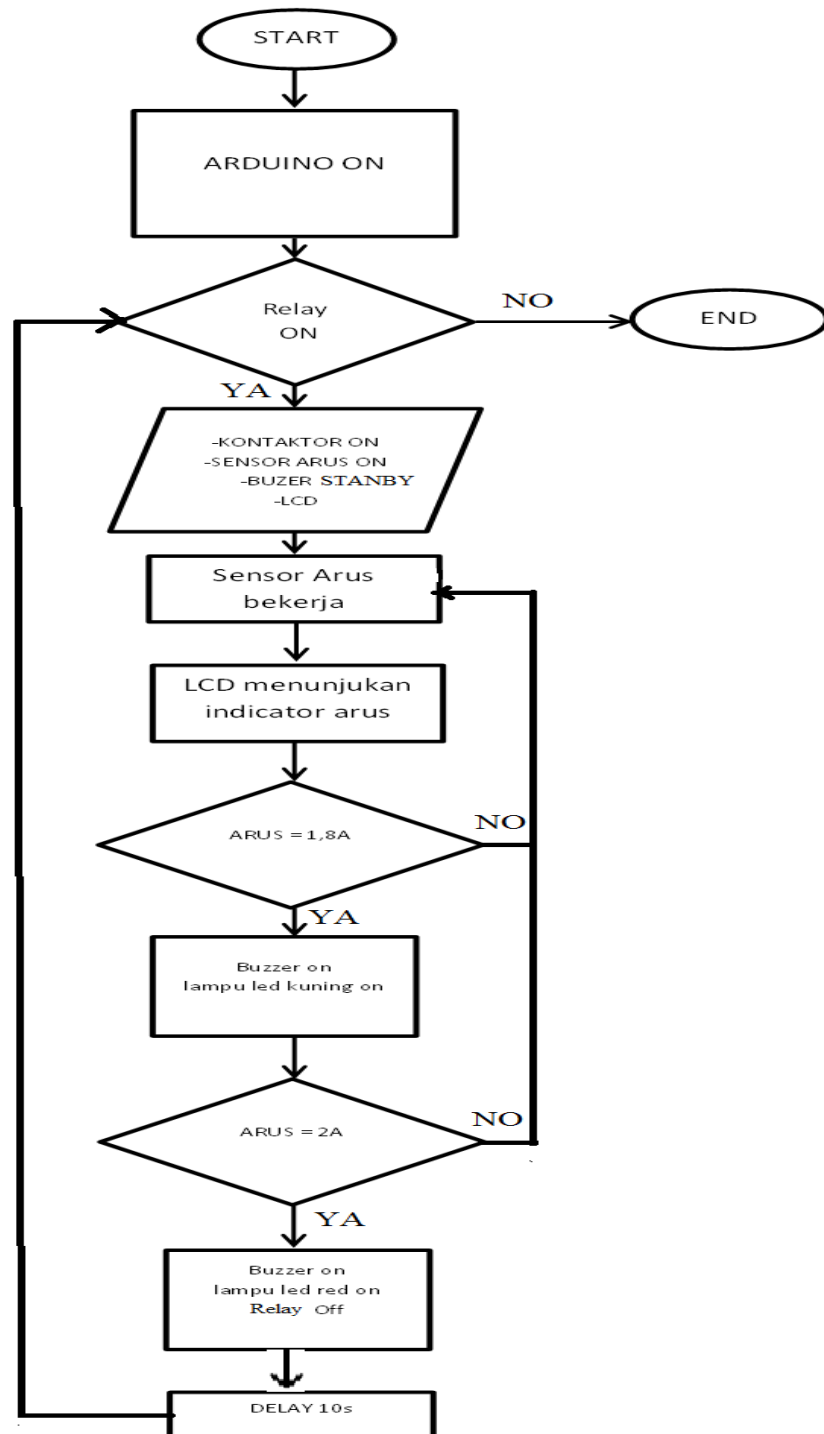 START
ARDUINO ON
Relay
ON
NO
END
YA
-KONTAKTOR ON
-SENSOR ARUS ON
-BUZER STANBY
-LCD
Sensor Arus
bekerja
LCD menunjukan
indicator arus
ARUS = 1,8A
NO
YA
Buzzer on
lampu led kuning on
ARUS = 2A
NO
YA
Buzzer on
lampu led red on
Relay Off
DELAY 10s